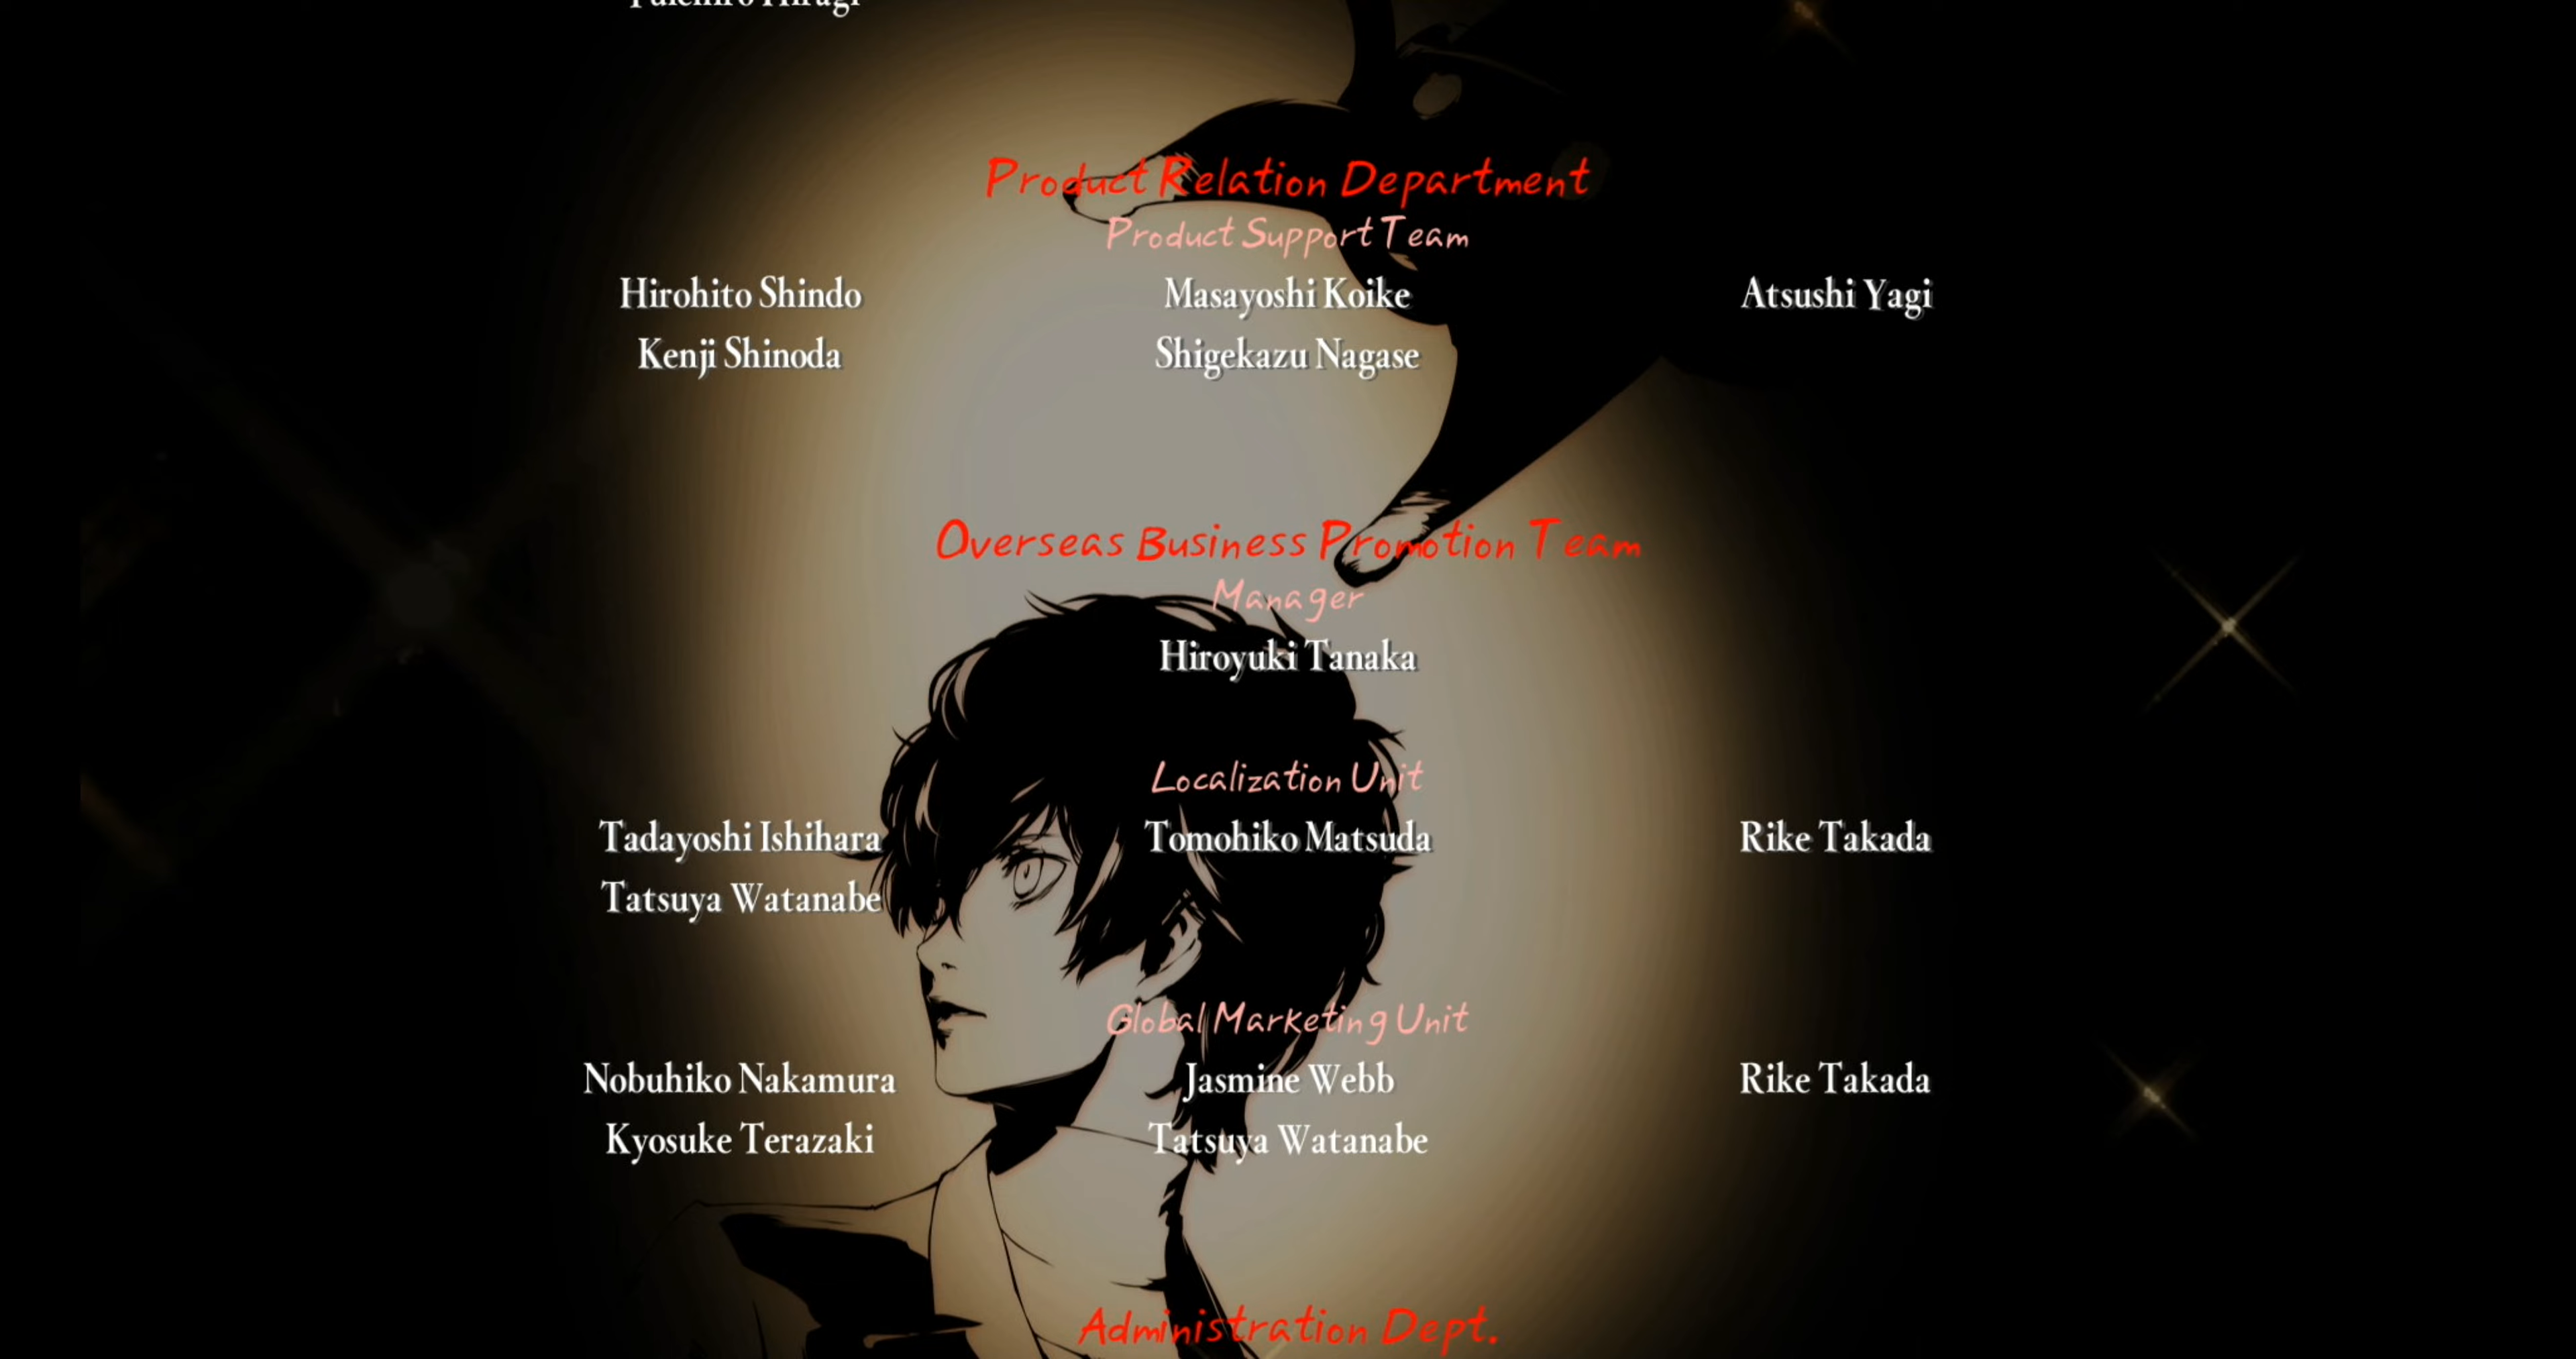 Product Relation Department
Product Support Team
Hirohito Shindo Masayoshi Koike Atsushi Yagi
Kenji Shinoda Shigekazu Nagase
Overseas Business Promotion Team
Manager
Hiroyuki Tanaka
Localization Unit
Tadayoshi Ishihara Tomohiko Matsuda Rike Takada
Tatsuya Watanabe
Global Marketing Unit
Nobuhiko Nakamura Jasmine Webb Rike Takada
Kyosuke Terazaki Tatsuya Watanabe
Administration Dept.